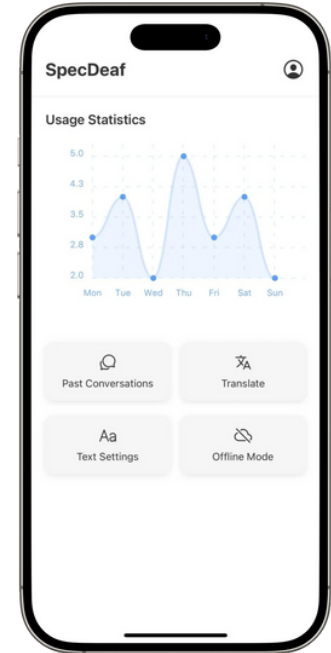 SpecDeaf
Usage Statistics
5.0
4.3
3.5
2.8
2.0
Mon Tue Wed Thu Fri Sat Sun
Past Conversations
Translate
Aa
Text Settings
Offline Mode